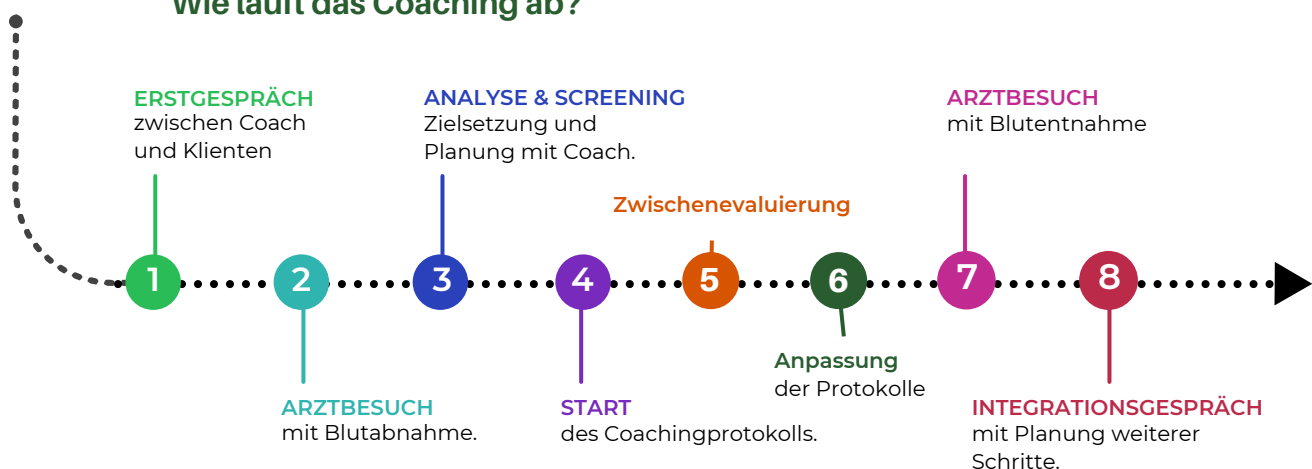 Wie läuft das Coaching ab?
ERSTGESPRÄCH
zwischen Coach
und Klienten
ANALYSE & SCREENING
Zielsetzung und
Planung mit Coach.
ARZTBESUCH
mit Blutentnahme
Zwischenevaluierung
1
2
3
4
5
6
7
8
Anpassung
der Protokolle
ARZTBESUCH
mit Blutabnahme.
START
des Coachingprotokolls.
INTEGRATIONSGESPRÄCH
mit Planung weiterer
Schritte.